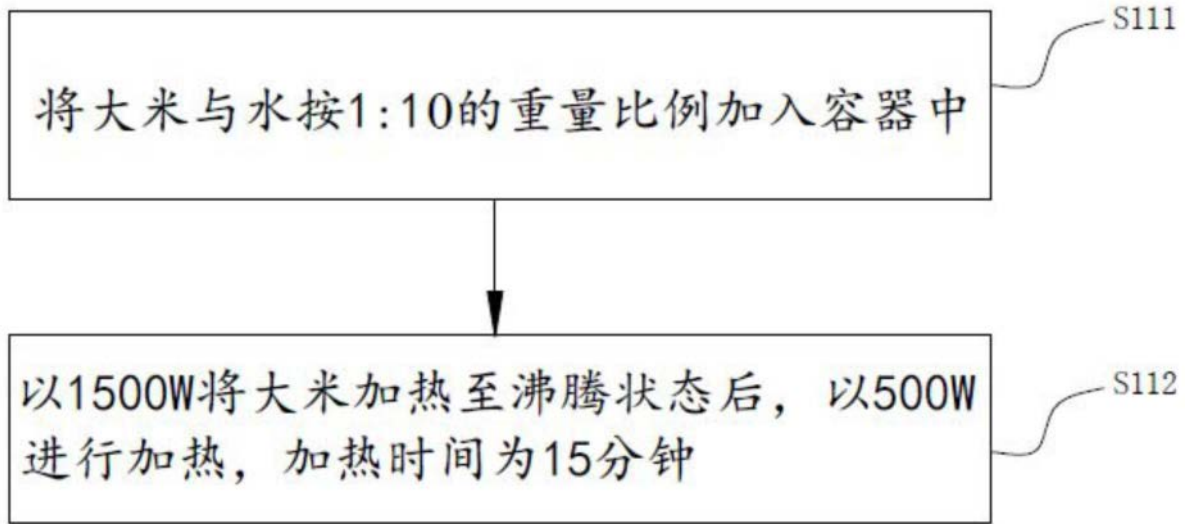 S111
将大米与水按1:10的重量比例加入容器中
以1500W将大米加热至沸腾状态后，以500W
进行加热，加热时间为15分钟
S112